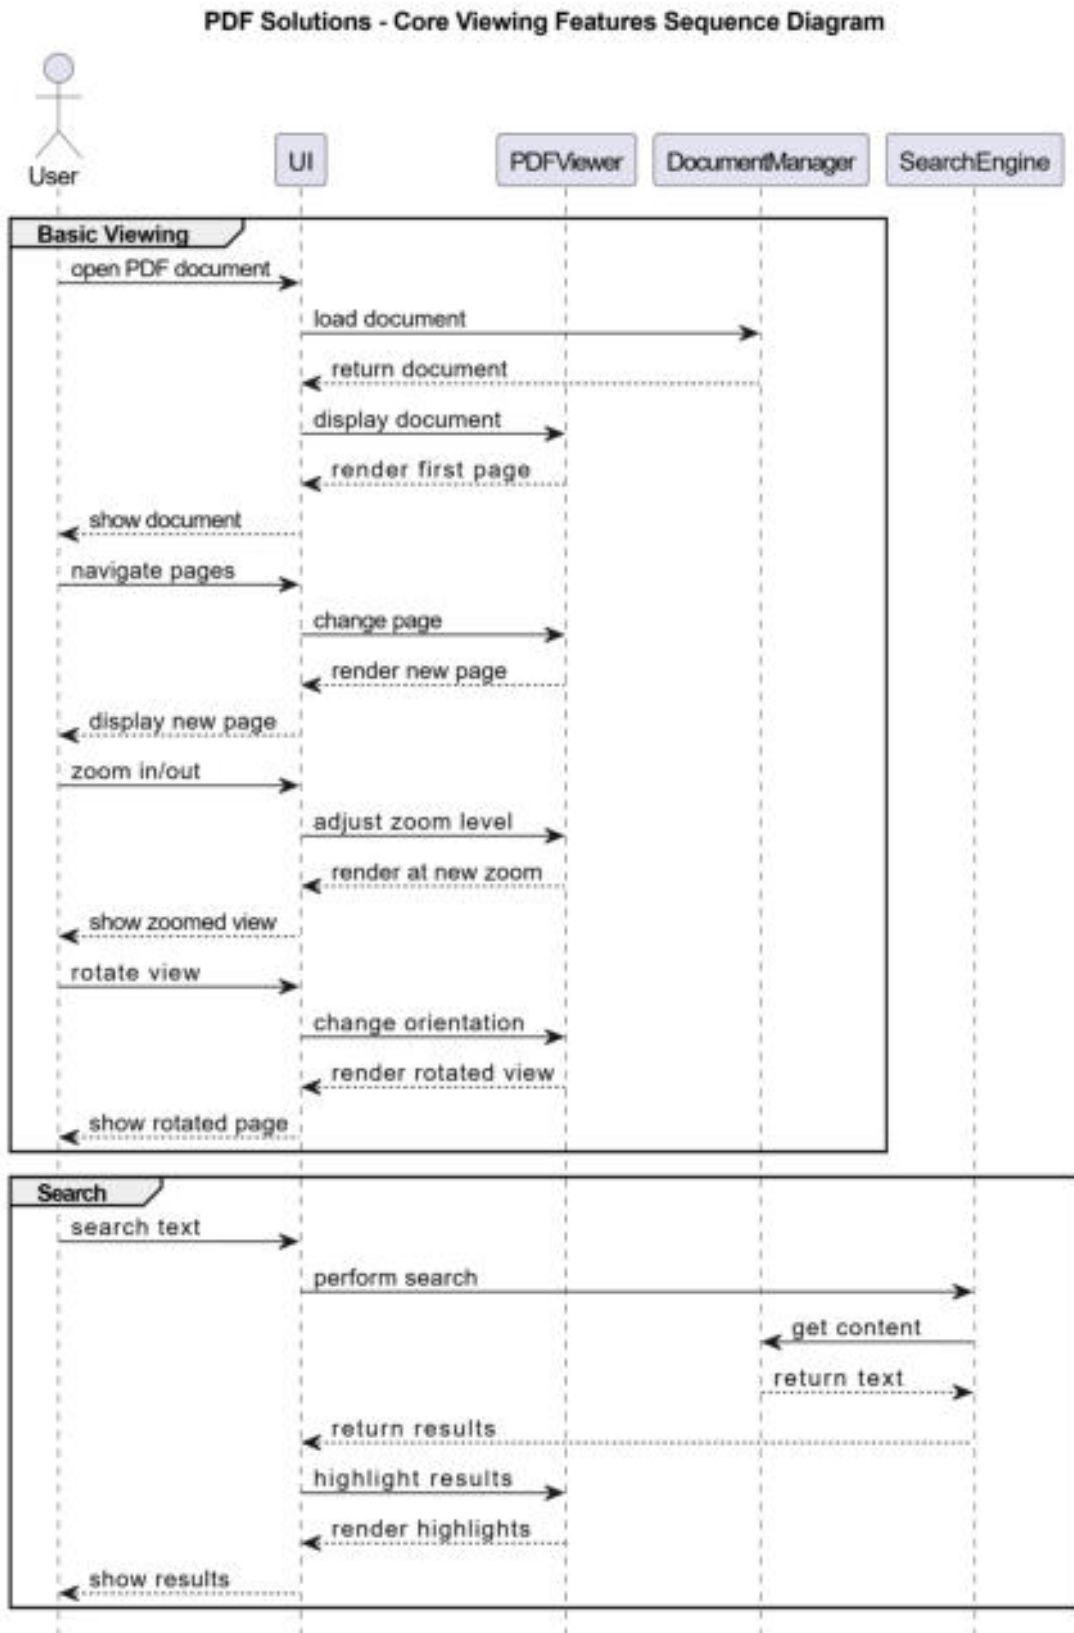 PDF Solutions - Core Viewing Features Sequence Diagram
User
UI
PDFViewer
DocumentManager
SearchEngine
Basic Viewing
open PDF document
load document
return document
display document
render first page
show document
navigate pages
change page
render new page
display new page
zoom in/out
adjust zoom level
render at new zoom
show zoomed view
rotate view
change orientation
render rotated view
show rotated page
Search
search text
perform search
get content
return text
return results
highlight results
render highlights
show results